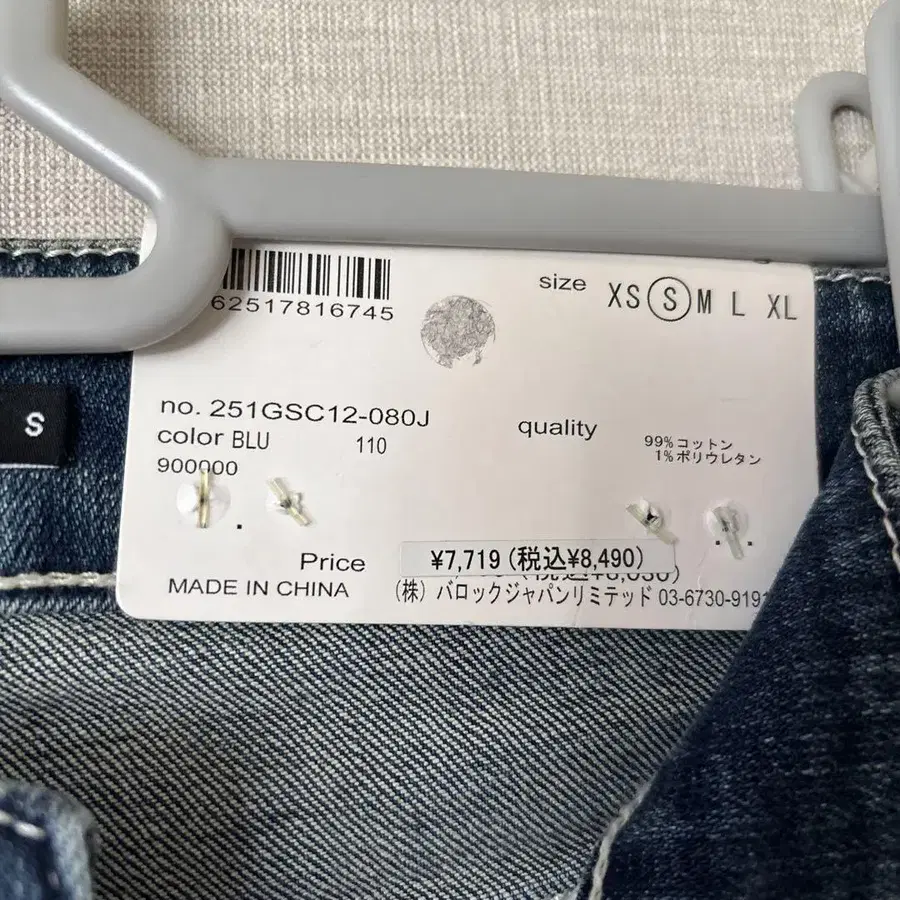 62517816745
size XS S M L XL
S
no. 251GSC12-080J
color BLU 110
900000
quality
99%コットン
1%ポリウレタン
Price ¥7,719 (税込¥8,490)
MADE IN CHINA
(株) バロックジャパンリミテッド 03-6730-9191